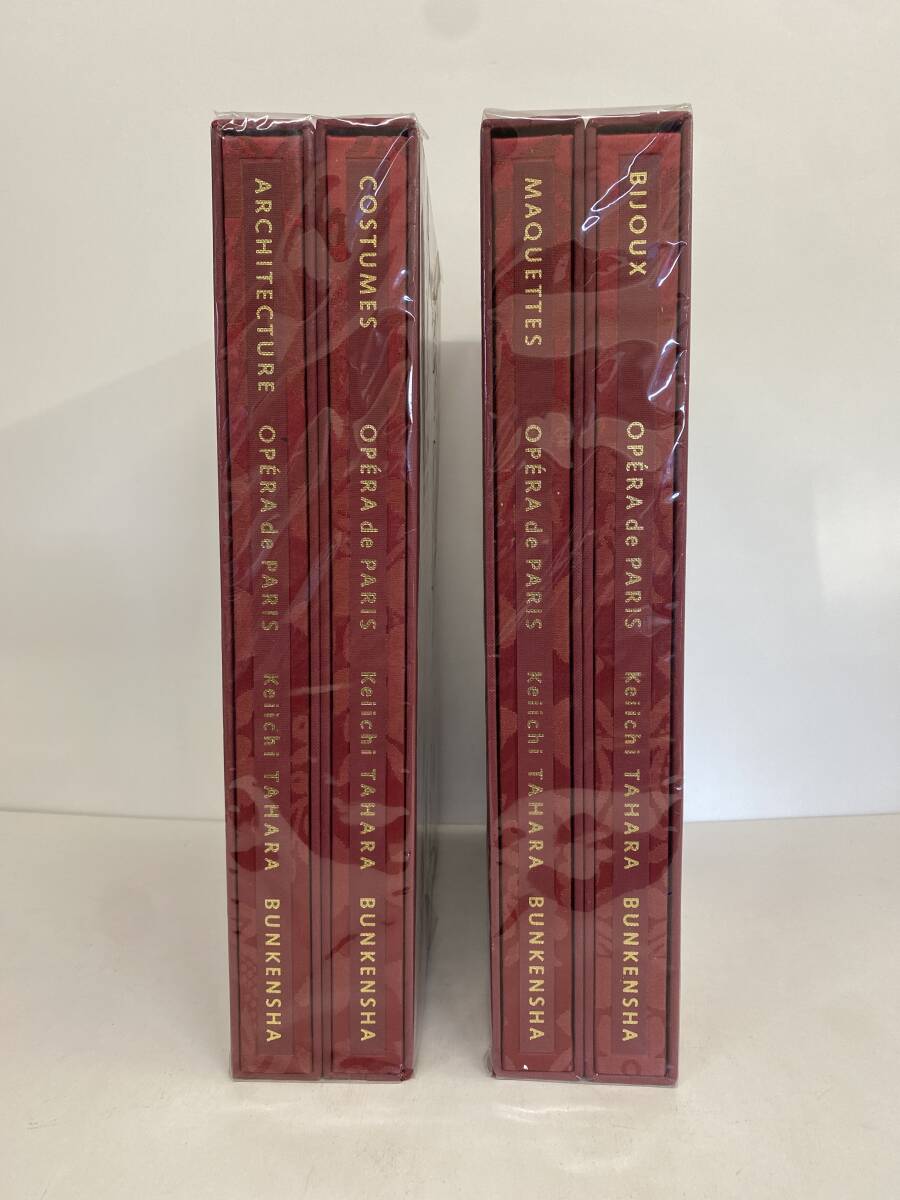 ARCHITECTURE OPÉRA de PARIS Keiichi TAHARA BUNKENSHA
COSTUMES OPÉRA de PARIS Keiichi TAHARA BUNKENSHA
MAQUETTES OPÉRA de PARIS Keiichi TAHARA BUNKENSHA
BIJOUX OPÉRA de PARIS Keiichi TAHARA BUNKENSHA